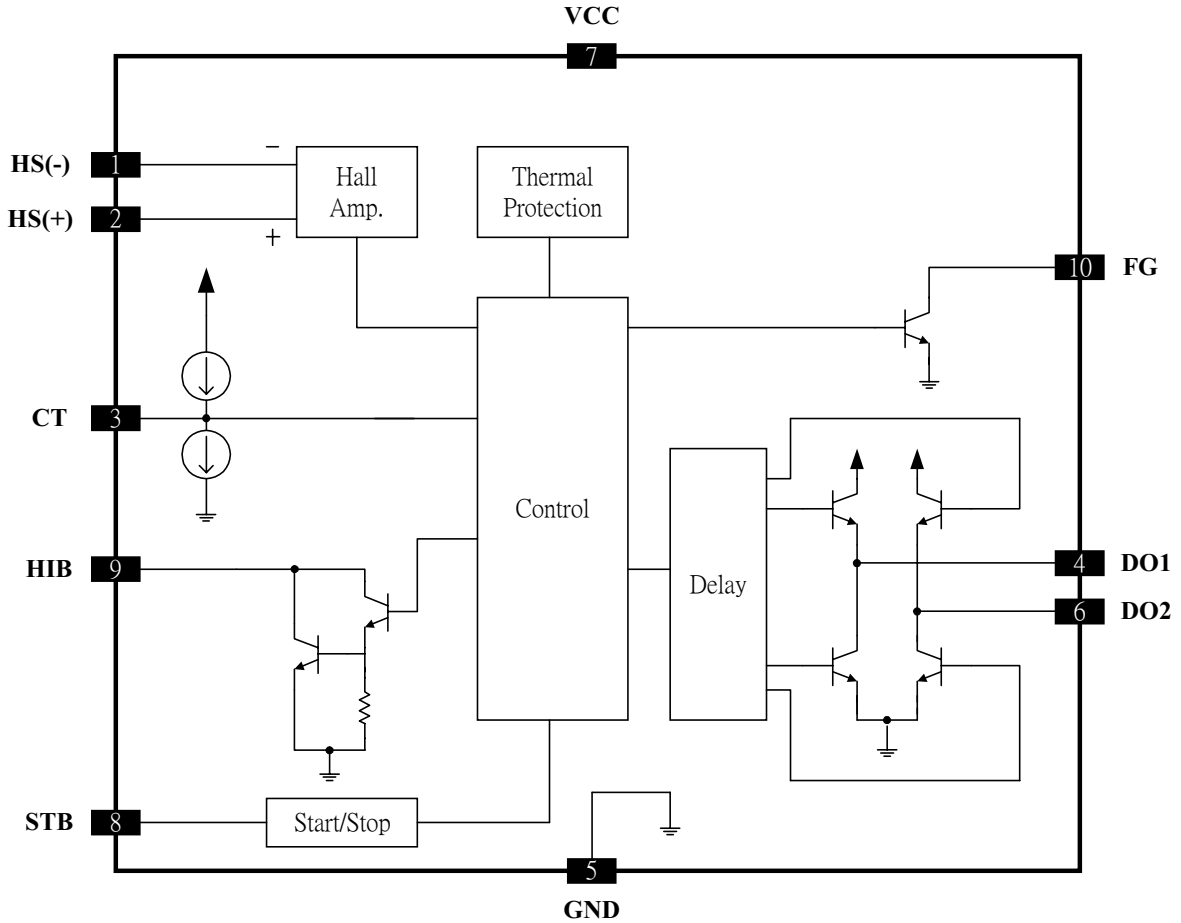 VCC
7
HS(-)
1
−
Hall
Amp.
Thermal
Protection
HS(+)
2
+
10
FG
CT
3
Control
HIB
9
Delay
4
DO1
6
DO2
STB
8
Start/Stop
5
GND